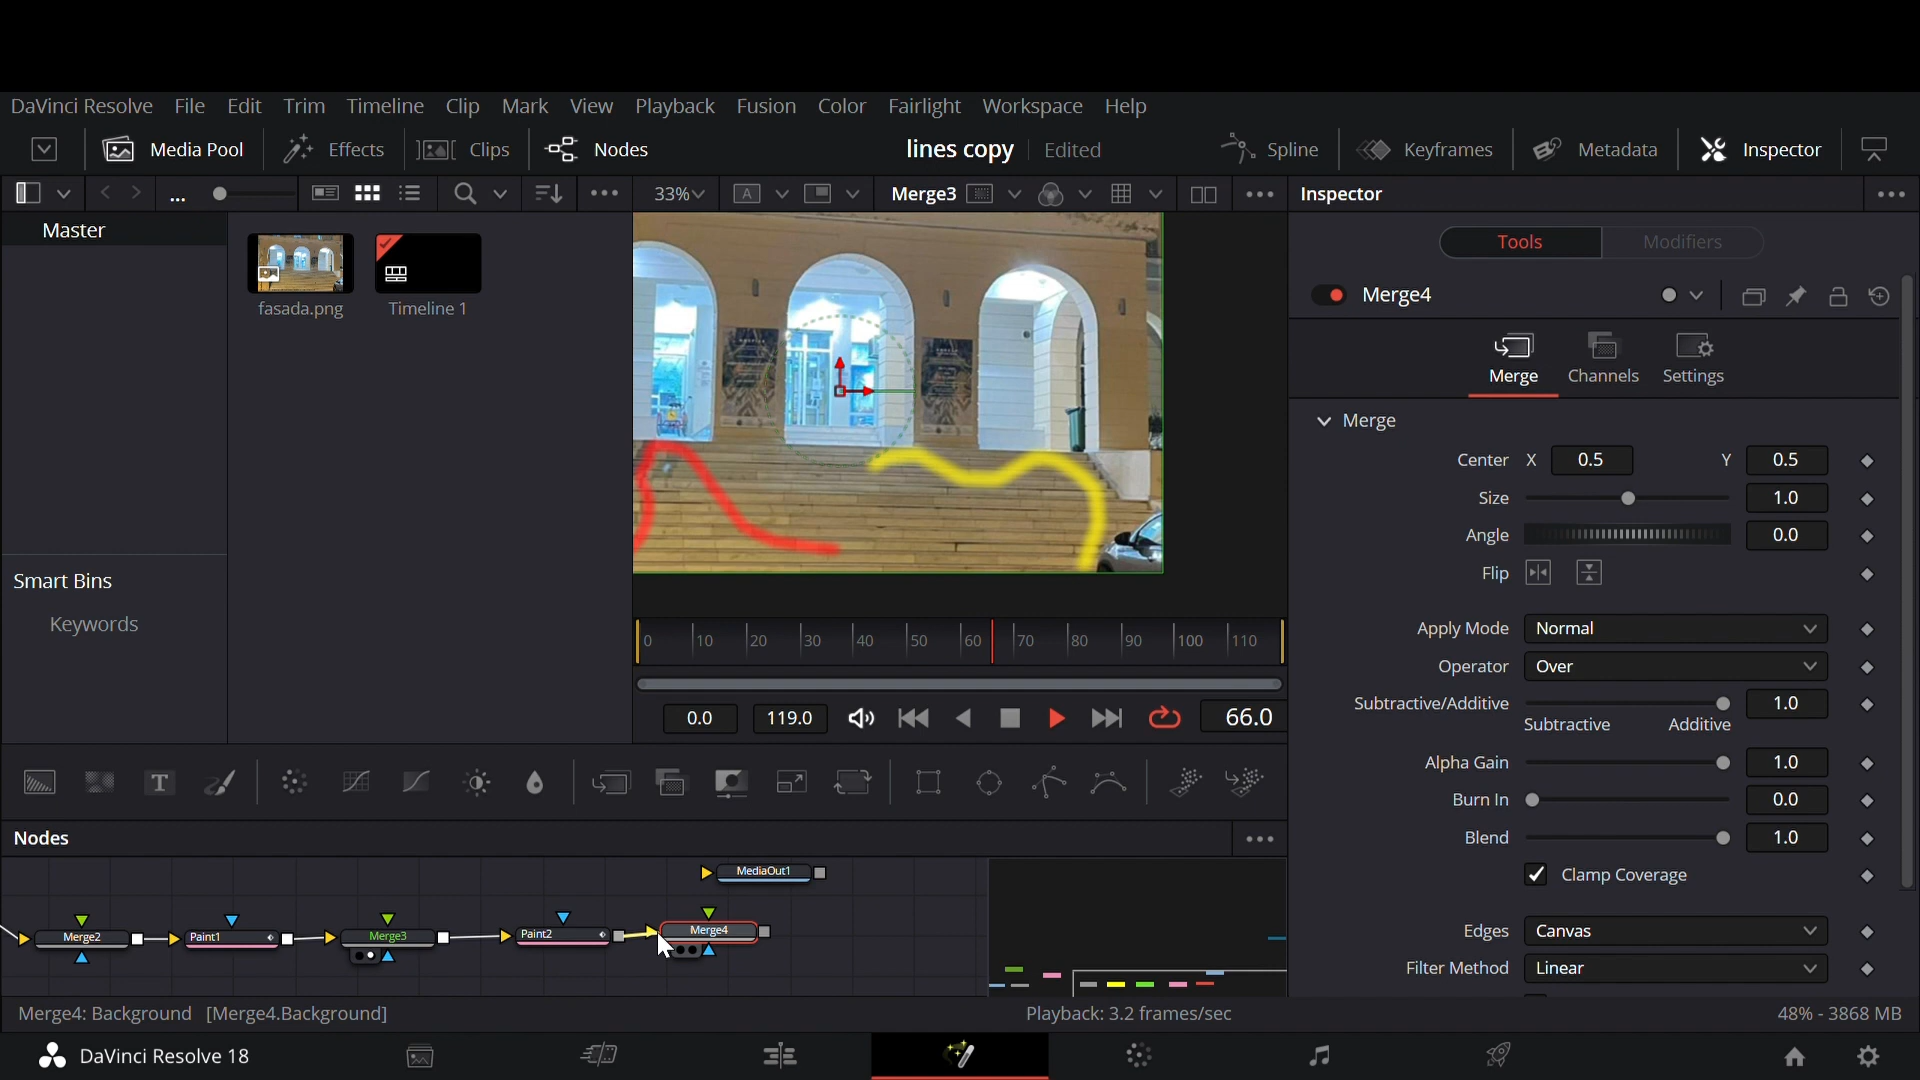 DaVinci Resolve File Edit Trim Timeline Clip Mark View Playback Fusion Color Fairlight Workspace Help
Media Pool Effects Clips Nodes lines copy Edited Spline Keyframes Metadata Inspector
... 33% A Merge3 Inspector
Master
fasada.png Timeline 1
Tools Modifiers
Merge4
Merge Channels Settings
Merge
Center X 0.5 Y 0.5
Size 1.0
Angle 0.0
Flip
Smart Bins
Keywords
0 10 20 30 40 50 60 70 80 90 100 110
Apply Mode Normal
Operator Over
0.0 119.0 66.0
Subtractive/Additive 1.0
Subtractive Additive
Alpha Gain 1.0
Burn In 0.0
Blend 1.0
Clamp Coverage
T
Nodes
MediaOut1
Merge2 Paint1 Merge3 Paint2 Merge4
Edges Canvas
Filter Method Linear
Merge4: Background [Merge4.Background] Playback: 3.2 frames/sec 48% - 3868 MB
DaVinci Resolve 18